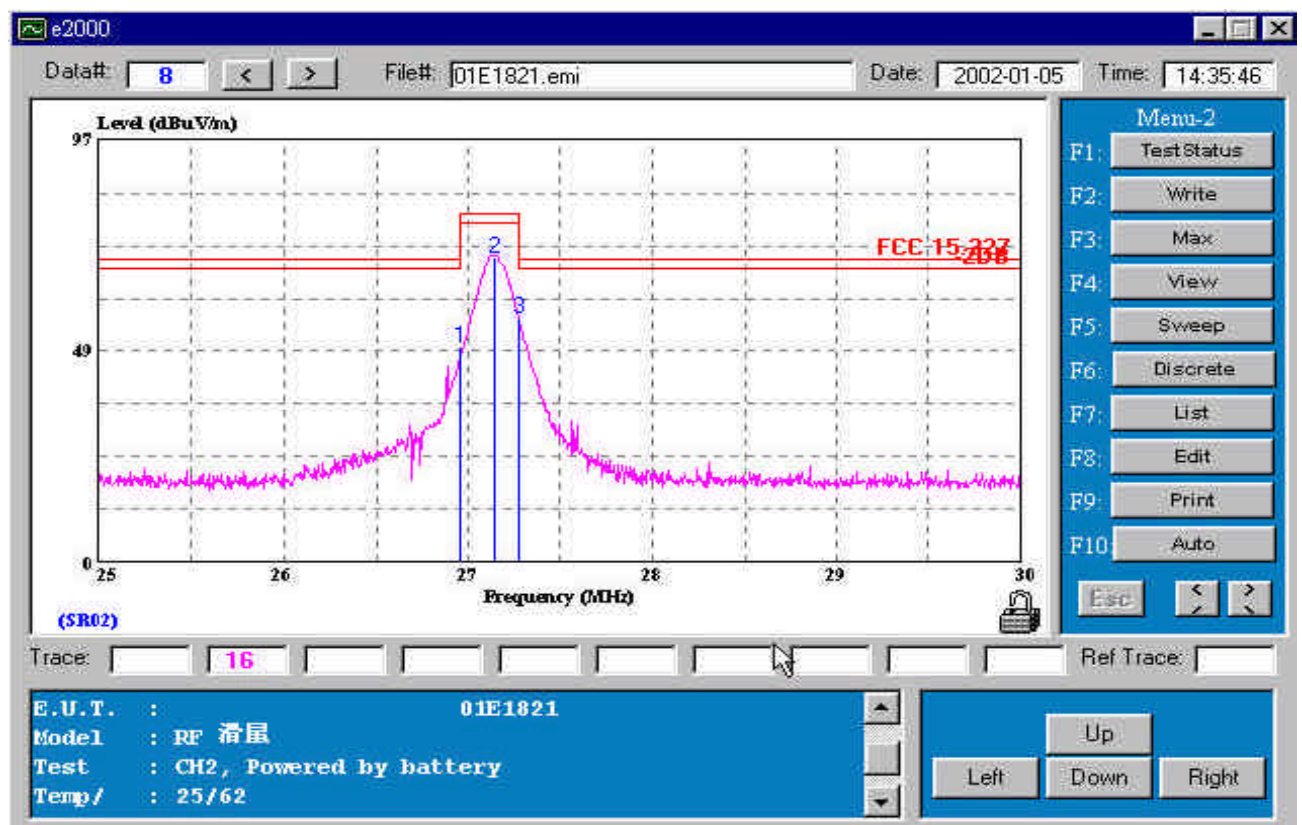 e2000
Data#: 8 < > File#: 01E1821.emi Date: 2002-01-05 Time: 14:35:46
Level (dBuV/m)
97
49
0
FCC 15.227
-2DB
1
2
3
25 26 27 28 29 30
Frequency (MHz)
(SR02)
Menu-2
F1: TestStatus
F2: Write
F3: Max
F4: View
F5: Sweep
F6: Discrete
F7: List
F8: Edit
F9: Print
F10: Auto
Esc
Trace: 16 Ref Trace:
E.U.T. : 01E1821
Model : RF 滑鼠
Test : CH2, Powered by battery
Temp/ : 25/62
Up
Left Down Right